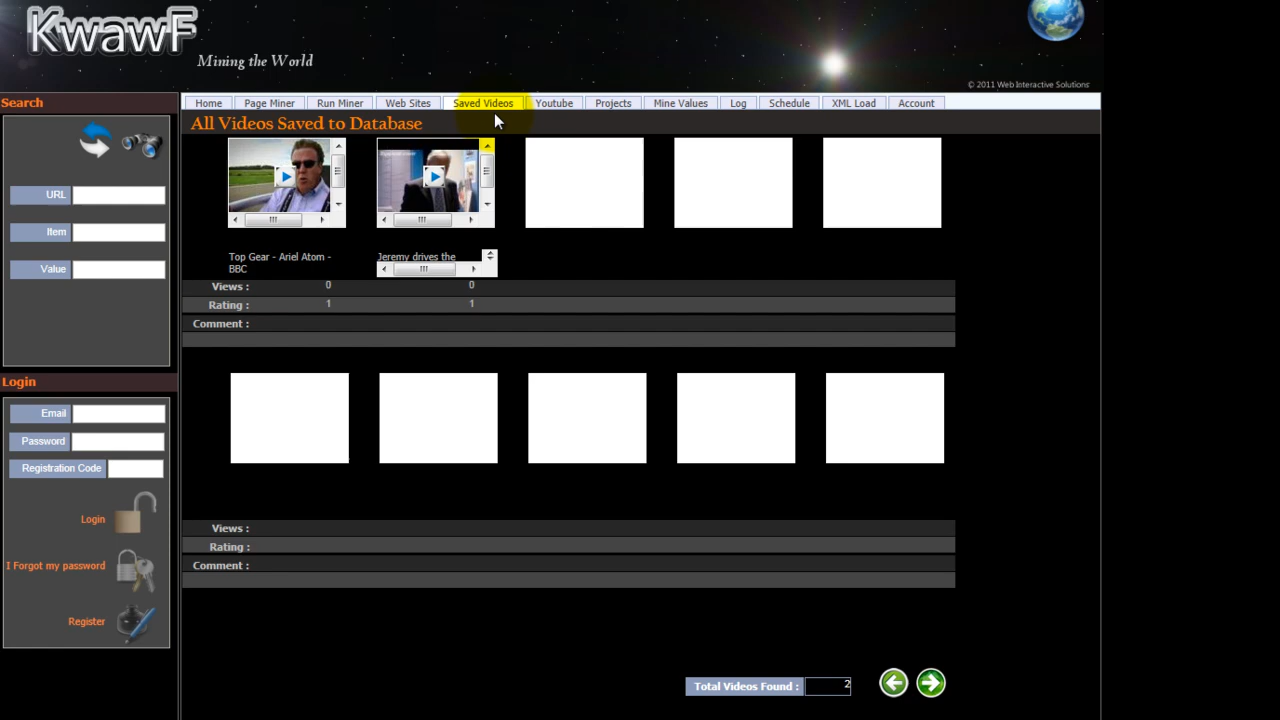 KwawF
Mining the World
© 2011 Web Interactive Solutions
Search
Home Page Miner Run Miner Web Sites Saved Videos Youtube Projects Mine Values Log Schedule XML Load Account
All Videos Saved to Database
URL
Item
Value
Top Gear - Ariel Atom -
BBC
Jeremy drives the
Views : 0 0
Rating : 1 1
Comment :
Login
Email
Password
Registration Code
Login
I Forgot my password
Register
Views :
Rating :
Comment :
Total Videos Found : 2